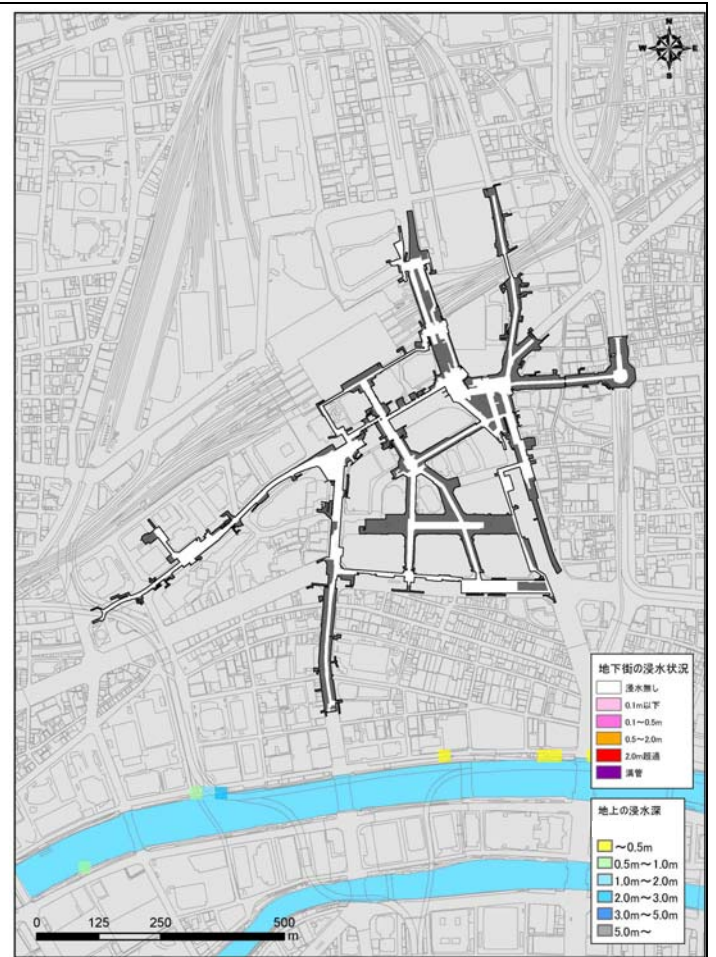 N
W E
S
地下街の浸水状況
浸水無し
0.1m以下
0.1～0.5m
0.5～2.0m
2.0m超過
満管
地上の浸水深
～0.5m
0.5m～1.0m
1.0m～2.0m
2.0m～3.0m
3.0m～5.0m
5.0m～
0 125 250 500
m